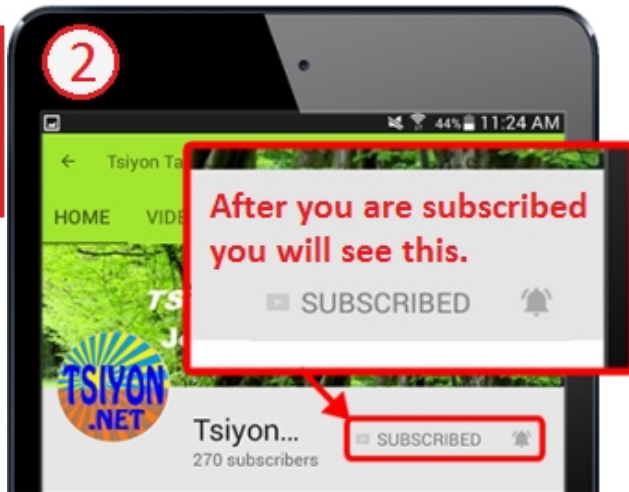 2
44% 11:24 AM
Tsiyon Ta
HOME VIDE
After you are subscribed
you will see this.
SUBSCRIBED
TS
J
TSIYON
.NET
Tsiyon...
SUBSCRIBED
270 subscribers